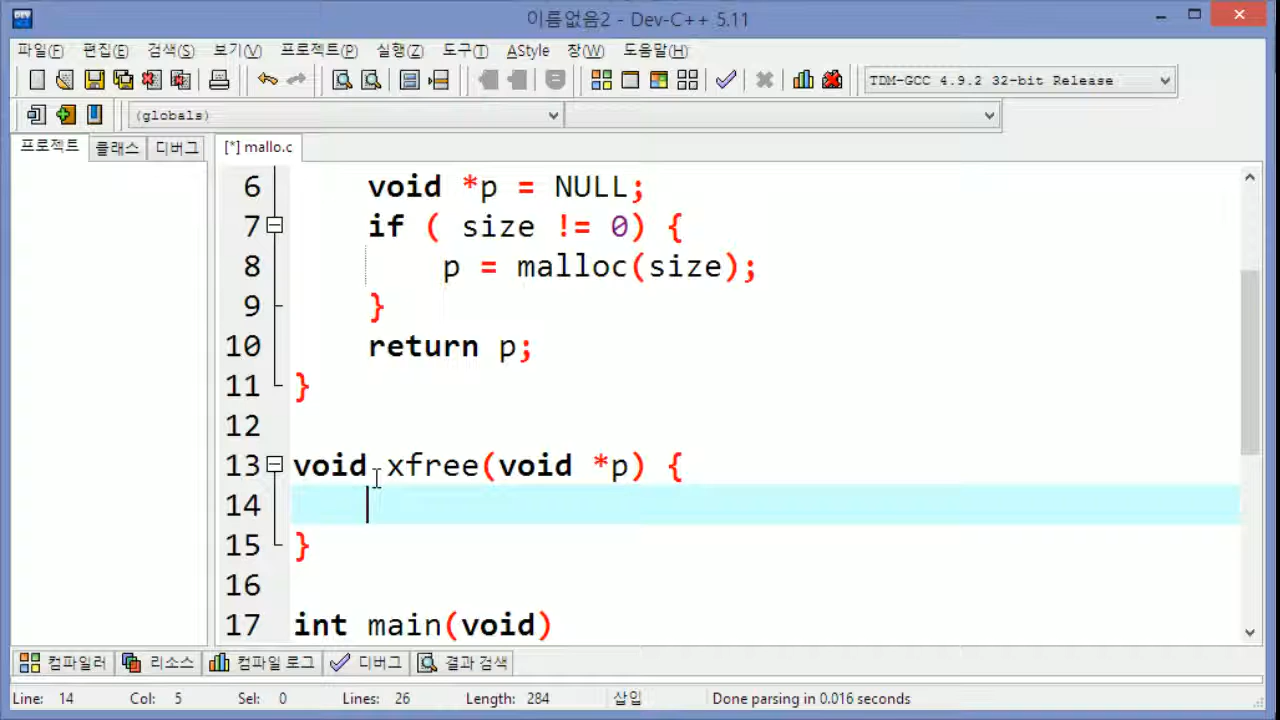 이름없음2 - Dev-C++ 5.11
파일(F) 편집(E) 검색(S) 보기(V) 프로젝트(P) 실행(Z) 도구(T) AStyle 창(W) 도움말(H)
TDM-GCC 4.9.2 32-bit Release
(globals)
프로젝트 클래스 디버그 [*] mallo.c
6 void *p = NULL;
7 if ( size != 0) {
8 p = malloc(size);
9 }
10 return p;
11 }
12
13 void xfree(void *p) {
14
15 }
16
17 int main(void)
컴파일러 리소스 컴파일 로그 디버그 결과 검색
Line: 14 Col: 5 Sel: 0 Lines: 26 Length: 284 삽입 Done parsing in 0.016 seconds